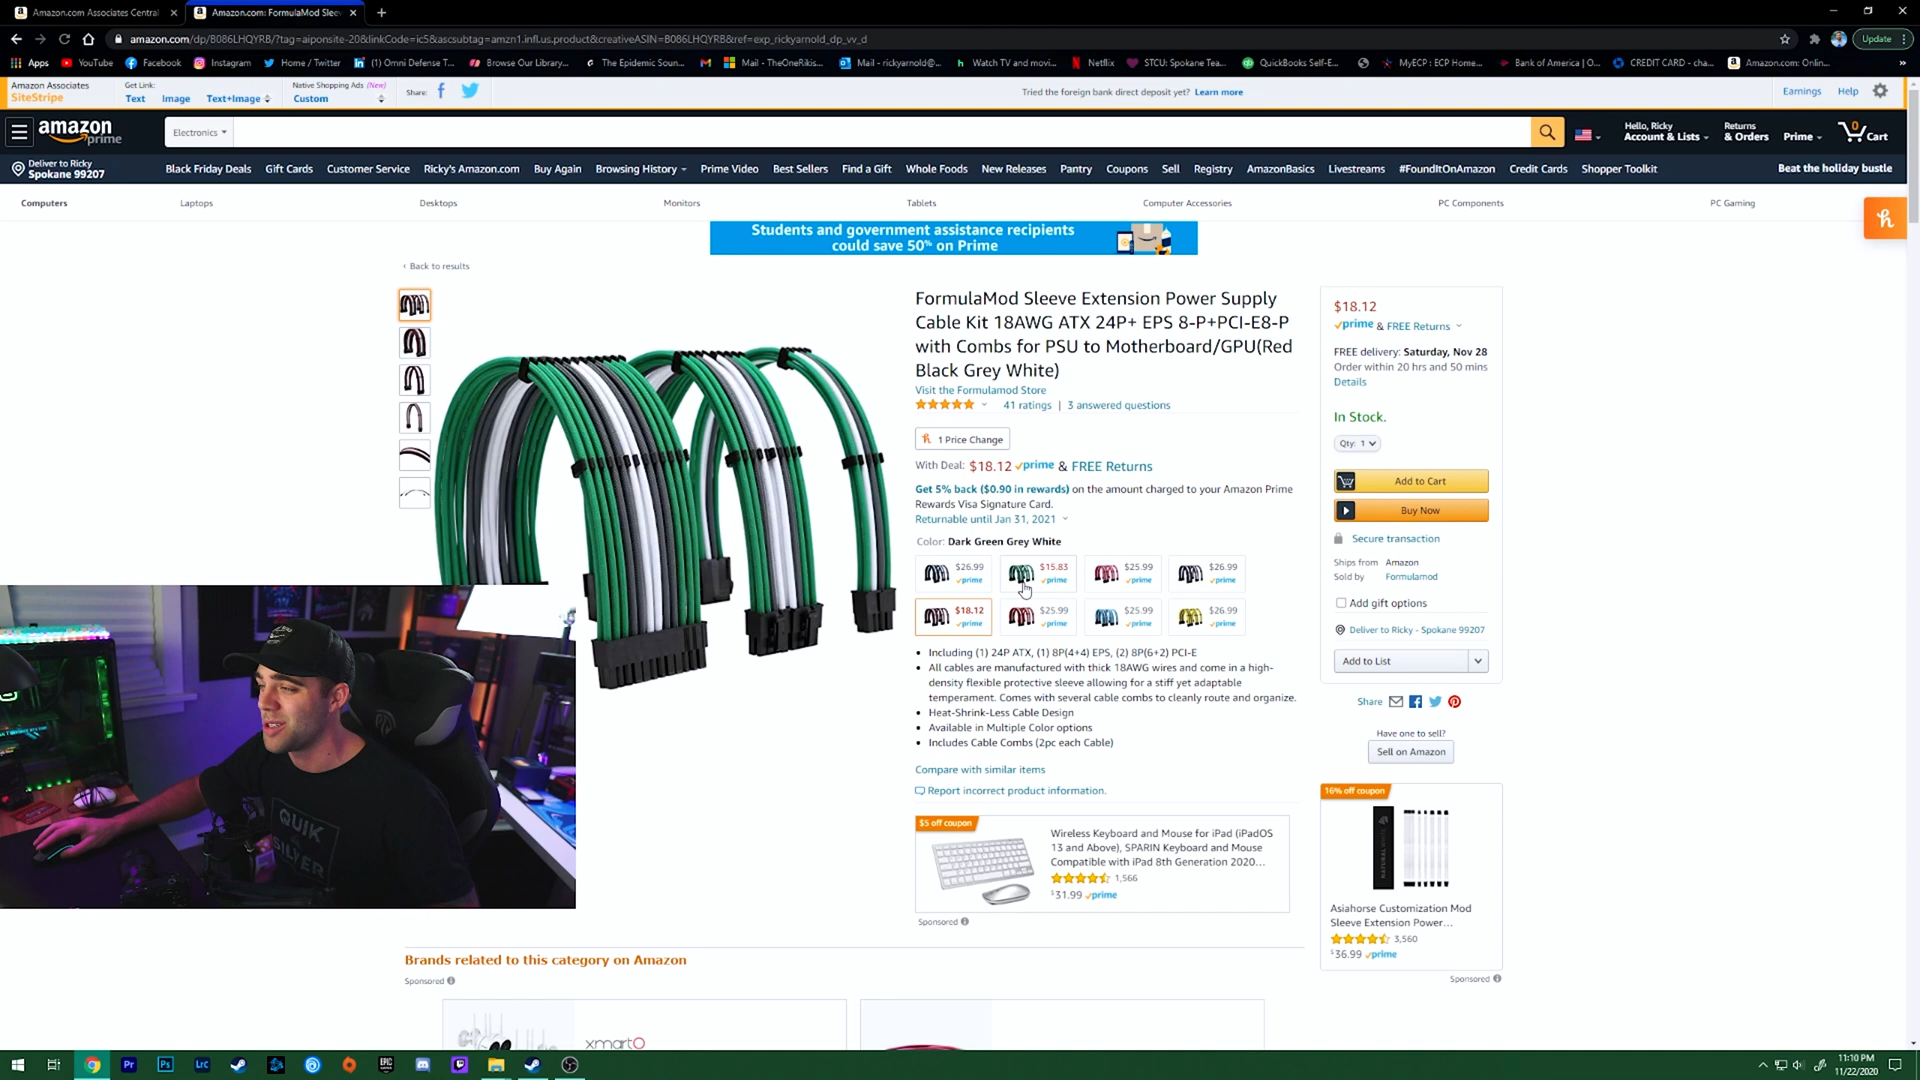 Amazon.com Associates Central
Amazon.com: FormulaMod Slee
amazon.com/dp/B086LHQYRB/?tag=aiponsite-20&linkCode=ic5&ascsubtag=amzn1.infl.us.product&creativeASIN=B086LHQYRB&ref=exp_rickyarnold_dp_vv_d
Update
Apps
YouTube
Facebook
Instagram
Home / Twitter
(1) Omni Defense T...
Browse Our Library...
The Epidemic Soun...
Mail - TheOneRikis...
Mail - rickyarnold@...
Watch TV and movi...
Netflix
STCU: Spokane Tea...
QuickBooks Self-E...
MyECP : ECP Home...
Bank of America | O...
CREDIT CARD - cha...
Amazon.com: Onlin...
Amazon Associates
SiteStripe
Get Link:
Text
Image
Text+Image
Native Shopping Ads (New)
Custom
Share:
Tried the foreign bank direct deposit yet? Learn more
Earnings
Help
amazon prime
Electronics
Hello, Ricky
Account & Lists
Returns
& Orders
Prime
0
Cart
Deliver to Ricky
Spokane 99207
Black Friday Deals
Gift Cards
Customer Service
Ricky's Amazon.com
Buy Again
Browsing History
Prime Video
Best Sellers
Find a Gift
Whole Foods
New Releases
Pantry
Coupons
Sell
Registry
AmazonBasics
Livestreams
#FoundItOnAmazon
Credit Cards
Shopper Toolkit
Beat the holiday bustle
Computers
Laptops
Desktops
Monitors
Tablets
Computer Accessories
PC Components
PC Gaming
Students and government assistance recipients
could save 50% on Prime
‹ Back to results
FormulaMod Sleeve Extension Power Supply
Cable Kit 18AWG ATX 24P+ EPS 8-P+PCI-E8-P
with Combs for PSU to Motherboard/GPU(Red
Black Grey White)
Visit the Formulamod Store
41 ratings | 3 answered questions
1 Price Change
With Deal: $18.12 prime & FREE Returns
Get 5% back ($0.90 in rewards) on the amount charged to your Amazon Prime
Rewards Visa Signature Card.
Returnable until Jan 31, 2021
Color: Dark Green Grey White
$26.99 prime
$15.83 prime
$25.99 prime
$26.99 prime
$18.12 prime
$25.99 prime
$25.99 prime
$26.99 prime
• Including (1) 24P ATX, (1) 8P(4+4) EPS, (2) 8P(6+2) PCI-E
• All cables are manufactured with thick 18AWG wires and come in a high-
density flexible protective sleeve allowing for a stiff yet adaptable
temperament. Comes with several cable combs to cleanly route and organize.
• Heat-Shrink-Less Cable Design
• Available in Multiple Color options
• Includes Cable Combs (2pc each Cable)
Compare with similar items
Report incorrect product information.
$5 off coupon
Wireless Keyboard and Mouse for iPad (iPadOS
13 and Above), SPARIN Keyboard and Mouse
Compatible with iPad 8th Generation 2020...
1,566
$31.99 prime
Sponsored
$18.12
prime & FREE Returns
FREE delivery: Saturday, Nov 28
Order within 20 hrs and 50 mins
Details
In Stock.
Qty: 1
Add to Cart
Buy Now
Secure transaction
Ships from Amazon
Sold by Formulamod
Add gift options
Deliver to Ricky - Spokane 99207
Add to List
Share
Have one to sell?
Sell on Amazon
16% off coupon
Asiahorse Customization Mod
Sleeve Extension Power...
3,560
$36.99 prime
Sponsored
QUIK
SILVER
Brands related to this category on Amazon
Sponsored
xmartO
Pr
Ps
Lrc
EPIC
11:10 PM
11/22/2020